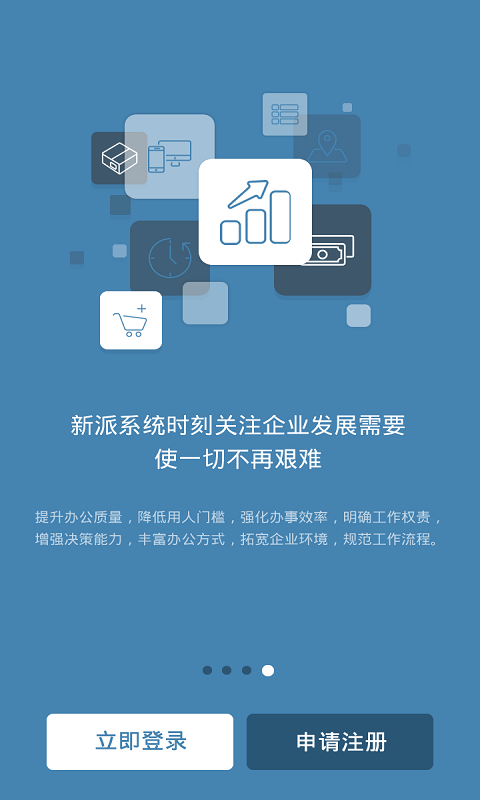 新派系统时刻关注企业发展需要
使一切不再艰难
提升办公质量，降低用人门槛，强化办事效率，明确工作权责，
增强决策能力，丰富办公方式，拓宽企业环境，规范工作流程。
立即登录
申请注册